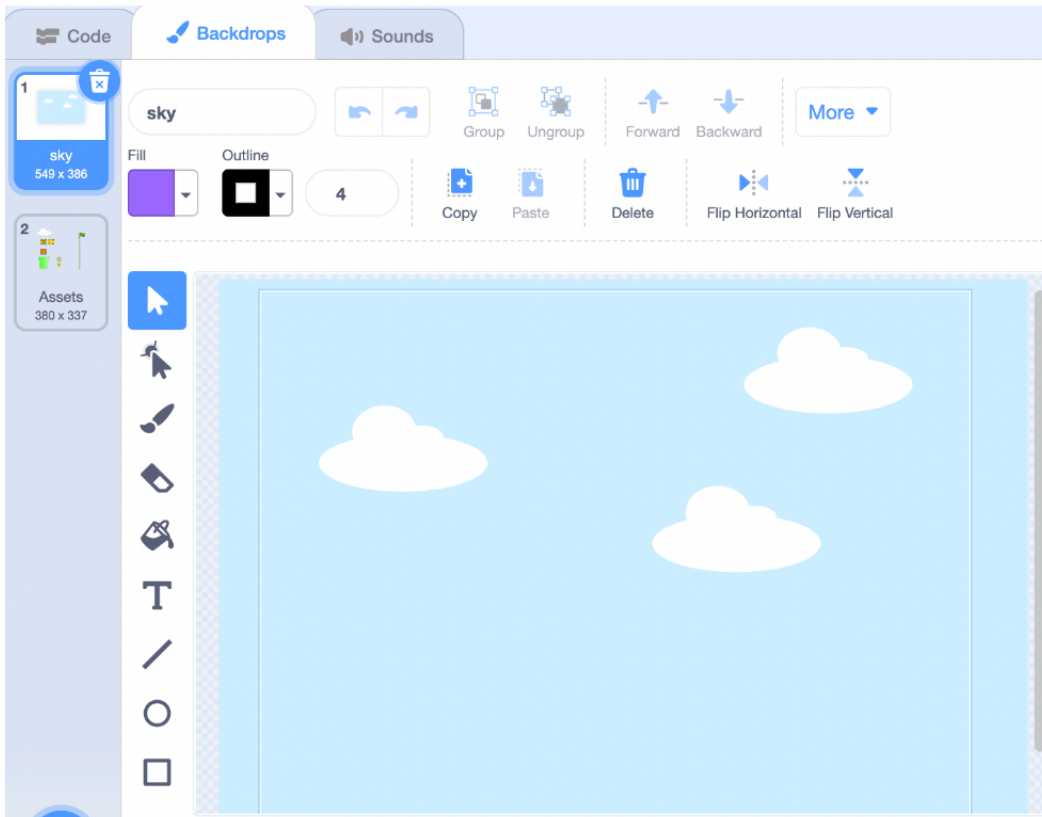 Code
Backdrops
Sounds
1
sky
549 x 386
2
Assets
380 x 337
sky
Group
Ungroup
Forward
Backward
More
Fill
Outline
4
Copy
Paste
Delete
Flip Horizontal
Flip Vertical
T